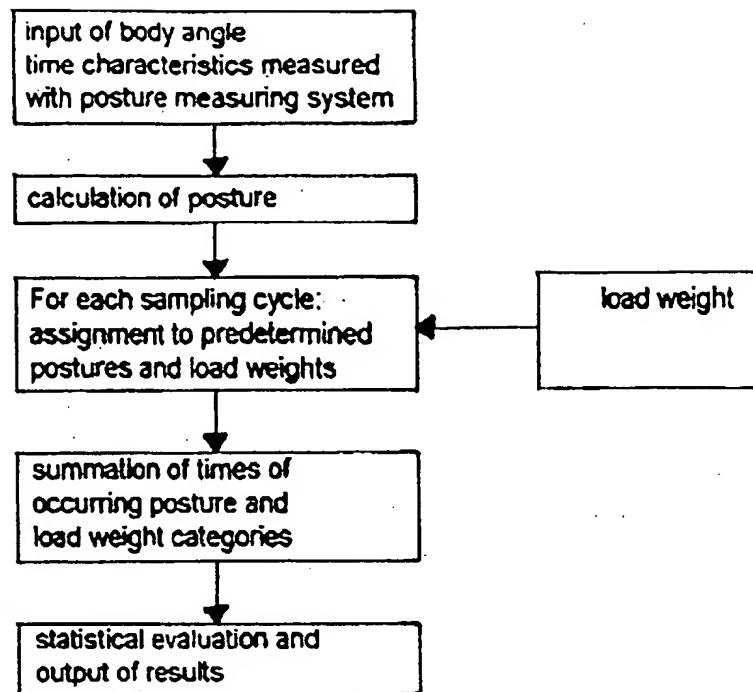 input of body angle
time characteristics measured
with posture measuring system
calculation of posture
For each sampling cycle:
assignment to predetermined
postures and load weights
load weight
summation of times of
occurring posture and
load weight categories
statistical evaluation and
output of results